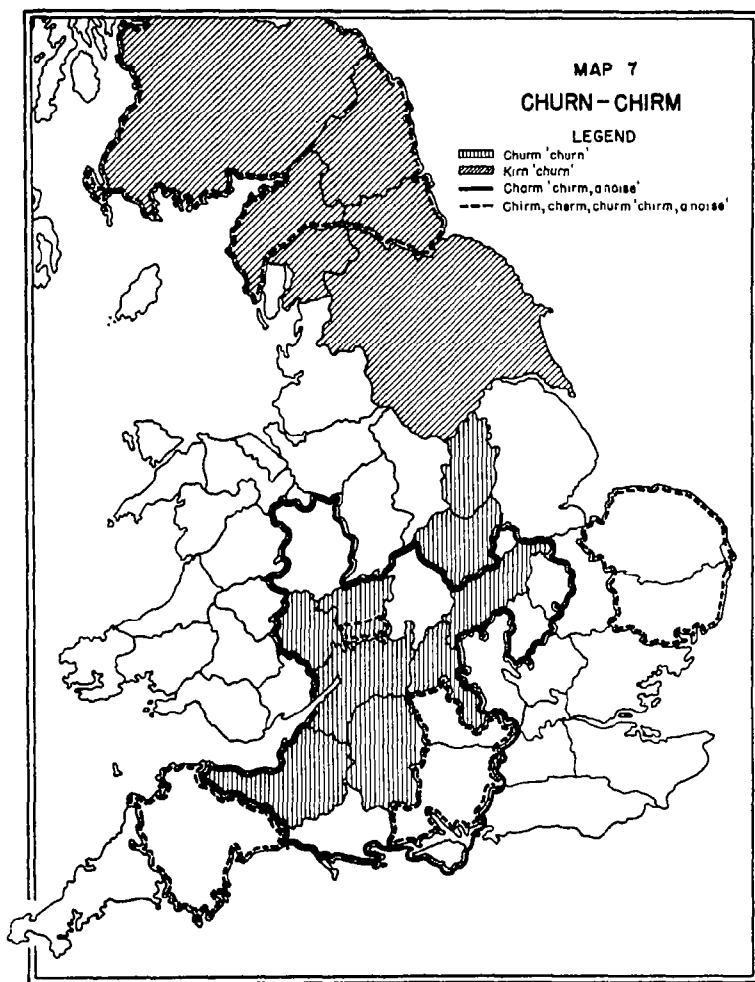 MAP 7
CHURN-CHIRM
LEGEND
Churm 'churn'
Kirn 'churn'
Charm 'chirm, a noise'
Chirm, cherm, churm 'chirm, a noise'